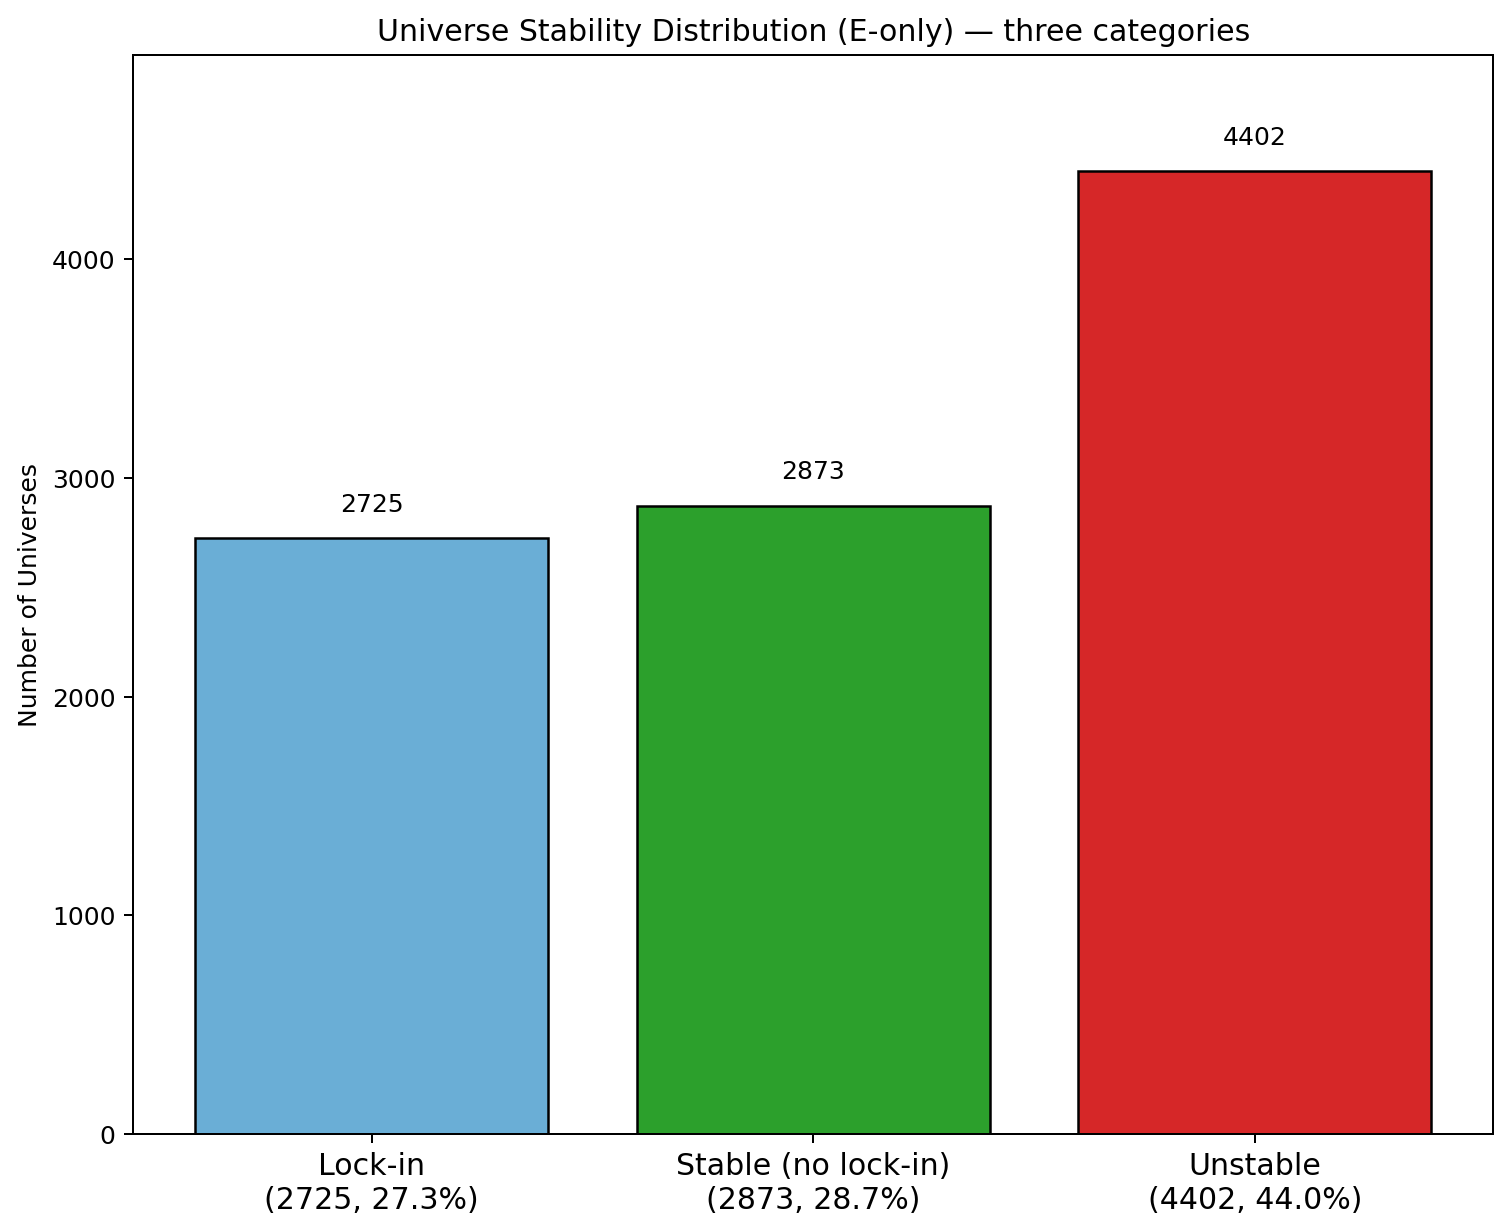 Universe Stability Distribution (E-only) — three categories
Number of Universes
4000
3000
2000
1000
0
2725
2873
4402
Lock-in
(2725, 27.3%)
Stable (no lock-in)
(2873, 28.7%)
Unstable
(4402, 44.0%)